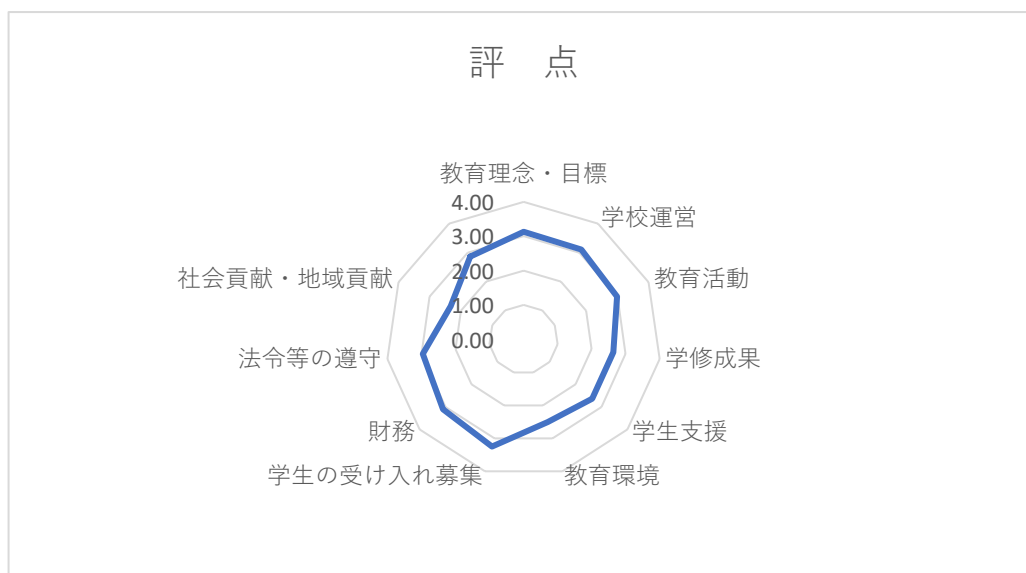 評 点
教育理念・目標
学校運営
教育活動
学修成果
学生支援
教育環境
学生の受け入れ募集
財務
法令等の遵守
社会貢献・地域貢献
4.00
3.00
2.00
1.00
0.00